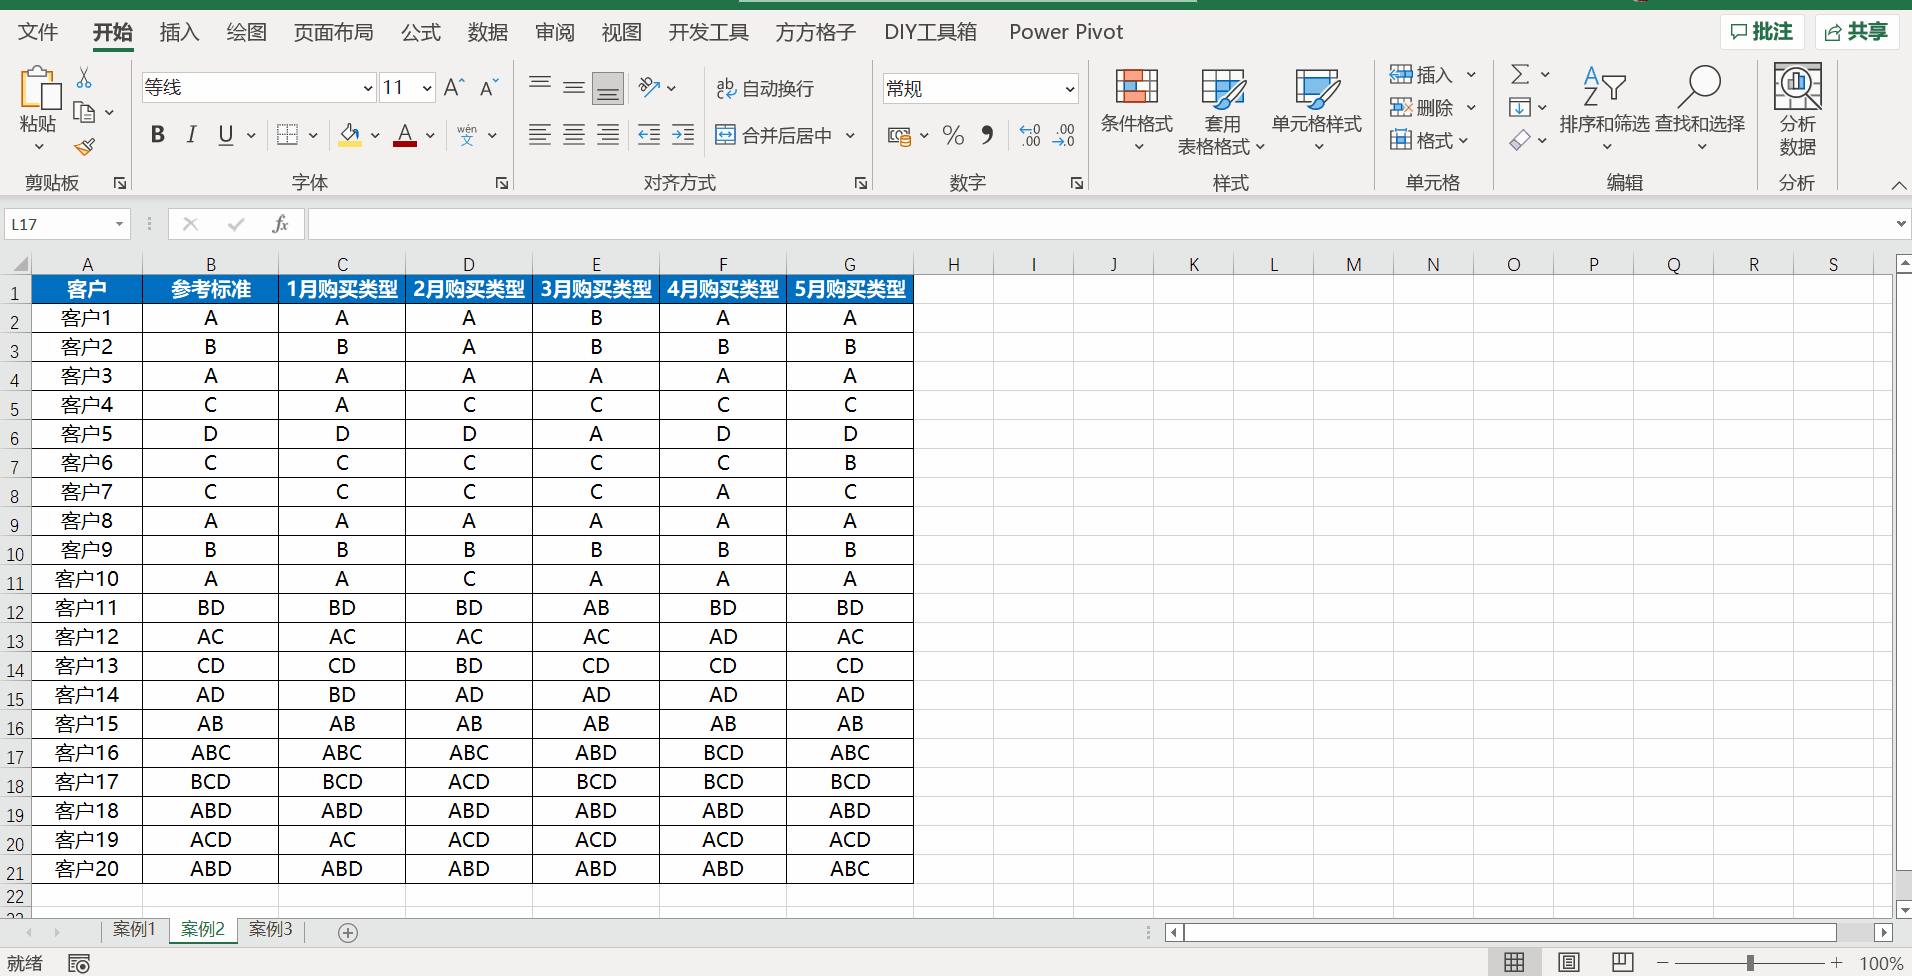 文件 开始 插入 绘图 页面布局 公式 数据 审阅 视图 开发工具 方方格子 DIY工具箱 Power Pivot 批注 共享
等线 11 自动换行 常规 插入
粘贴 删除
B I U A wén 文 合并后居中 % 条件格式 套用 表格格式 单元格样式 格式 排序和筛选 查找和选择 分析 数据
剪贴板 字体 对齐方式 数字 样式 单元格 编辑 分析
L17 fx
A B C D E F G H I J K L M N O P Q R S
1 客户 参考标准 1月购买类型 2月购买类型 3月购买类型 4月购买类型 5月购买类型
2 客户1 A A A B A A
3 客户2 B B A B B B
4 客户3 A A A A A A
5 客户4 C A C C C C
6 客户5 D D D A D D
7 客户6 C C C C C B
8 客户7 C C C C A C
9 客户8 A A A A A A
10 客户9 B B B B B B
11 客户10 A A C A A A
12 客户11 BD BD BD AB BD BD
13 客户12 AC AC AC AC AD AC
14 客户13 CD CD BD CD CD CD
15 客户14 AD BD AD AD AD AD
16 客户15 AB AB AB AB AB AB
17 客户16 ABC ABC ABC ABD BCD ABC
18 客户17 BCD BCD ACD BCD BCD BCD
19 客户18 ABD ABD ABD ABD ABD ABD
20 客户19 ACD AC ACD ACD ACD ACD
21 客户20 ABD ABD ABD ABD ABD ABC
22
案例1 案例2 案例3
就绪 100%